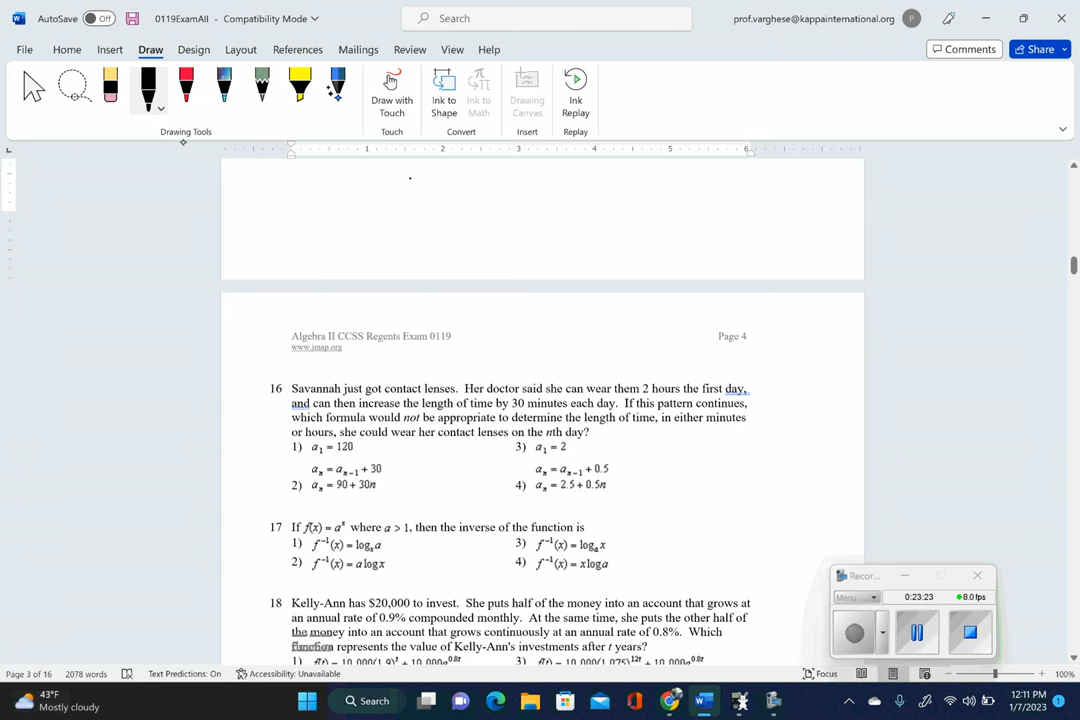 AutoSave Off 0119ExamAll - Compatibility Mode Search prof.varghese@kappainternational.org P
File Home Insert Draw Design Layout References Mailings Review View Help Comments Share
Draw with Touch
Ink to Shape
Ink to Math
Drawing Canvas
Ink Replay
Drawing Tools Touch Convert Insert Replay
1 2 3 4 5 6
Algebra II CCSS Regents Exam 0119 Page 4
www.jmap.org
16 Savannah just got contact lenses. Her doctor said she can wear them 2 hours the first day,
and can then increase the length of time by 30 minutes each day. If this pattern continues,
which formula would not be appropriate to determine the length of time, in either minutes
or hours, she could wear her contact lenses on the nth day?
1) a₁ = 120 3) a₁ = 2
aₙ = aₙ₋₁ + 30 aₙ = aₙ₋₁ + 0.5
2) aₙ = 90 + 30n 4) aₙ = 2.5 + 0.5n
17 If f(x) = aˣ where a > 1, then the inverse of the function is
1) f⁻¹(x) = logₓ a 3) f⁻¹(x) = logₐ x
2) f⁻¹(x) = a log x 4) f⁻¹(x) = x log a
18 Kelly-Ann has $20,000 to invest. She puts half of the money into an account that grows at
an annual rate of 0.9% compounded monthly. At the same time, she puts the other half of
the money into an account that grows continuously at an annual rate of 0.8%. Which
function represents the value of Kelly-Ann's investments after t years?
Recor...
Menu 0:23:23 8.0 fps
Page 3 of 16 2078 words Text Predictions: On Accessibility: Unavailable Focus 100%
43°F
Mostly cloudy
Search
12:11 PM
1/7/2023